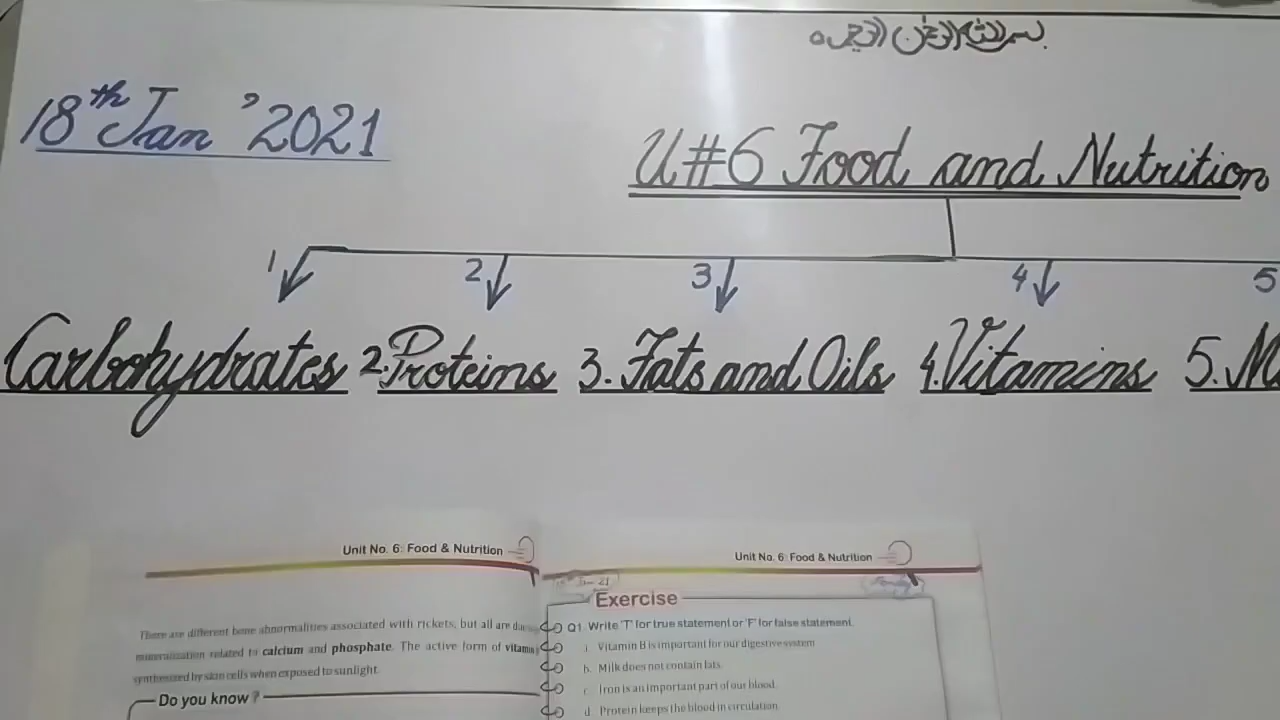 بسم الله الرحمن الرحيم
18th Jan '2021
U#6 Food and Nutrition
1 2 3 4 5
Carbohydrates 2. Proteins 3. Fats and Oils 4. Vitamins 5. M
Unit No. 6: Food & Nutrition
There are different bone abnormalities associated with rickets, but all are due
mineralization related to calcium and phosphate. The active form of vitamin
synthesized by skin cells when exposed to sunlight.
Do you know?
Unit No. 6: Food & Nutrition
Exercise
Q1 Write 'T' for true statement or 'F' for false statement.
Vitamin B is important for our digestive system
b. Milk does not contain fats.
c. Iron is an important part of our blood.
d. Protein keeps the blood in circulation.